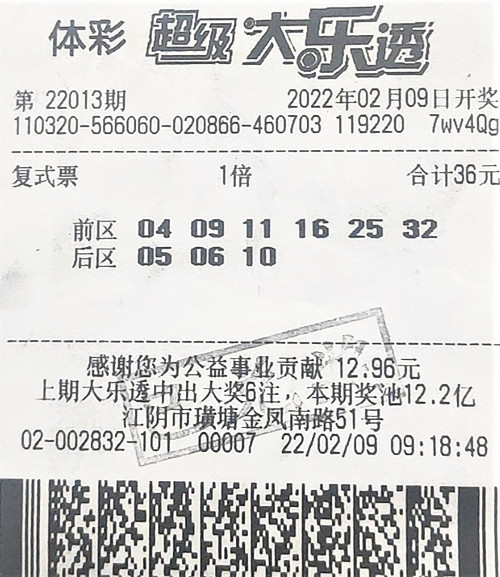 体彩 超级大乐透
第 22013期 2022年02月09日开奖
110320-566060-020866-460703 119220 7wv4Qg
复式票 1倍 合计36元
前区 04 09 11 16 25 32
后区 05 06 10
感谢您为公益事业贡献 12.96元
上期大乐透中出大奖6注，本期奖池12.2亿
江阴市璜塘金凤南路51号
02-002832-101 00007 22/02/09 09:18:48